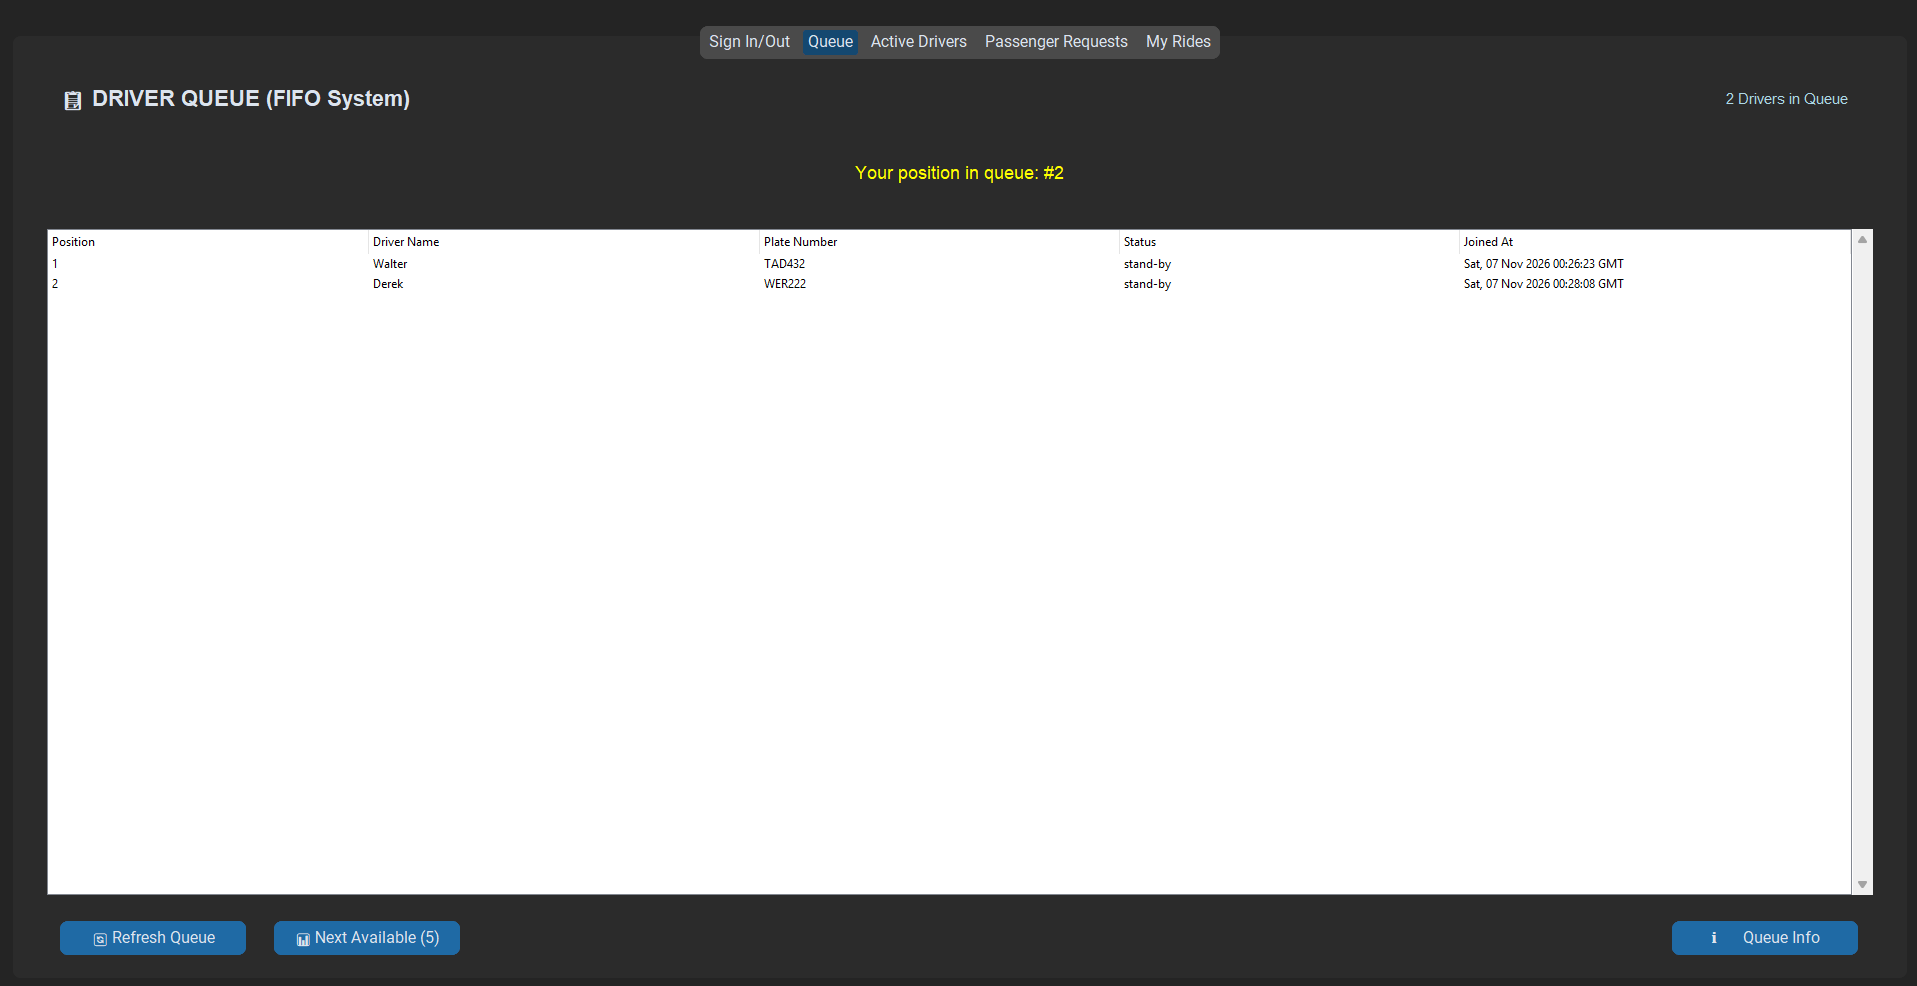 Sign In/Out Queue Active Drivers Passenger Requests My Rides
DRIVER QUEUE (FIFO System)
2 Drivers in Queue
Your position in queue: #2
Position Driver Name Plate Number Status Joined At
1 Walter TAD432 stand-by Sat, 07 Nov 2026 00:26:23 GMT
2 Derek WER222 stand-by Sat, 07 Nov 2026 00:28:08 GMT
Refresh Queue Next Available (5) i Queue Info